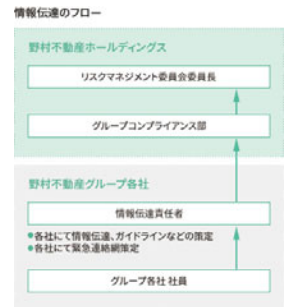 情報伝達のフロー
野村不動産ホールディングス
リスクマネジメント委員会委員長
グループコンプライアンス部
野村不動産グループ各社
情報伝達責任者
●各社にて情報伝達、ガイドラインなどの策定
●各社にて緊急連絡網策定
グループ各社 社員